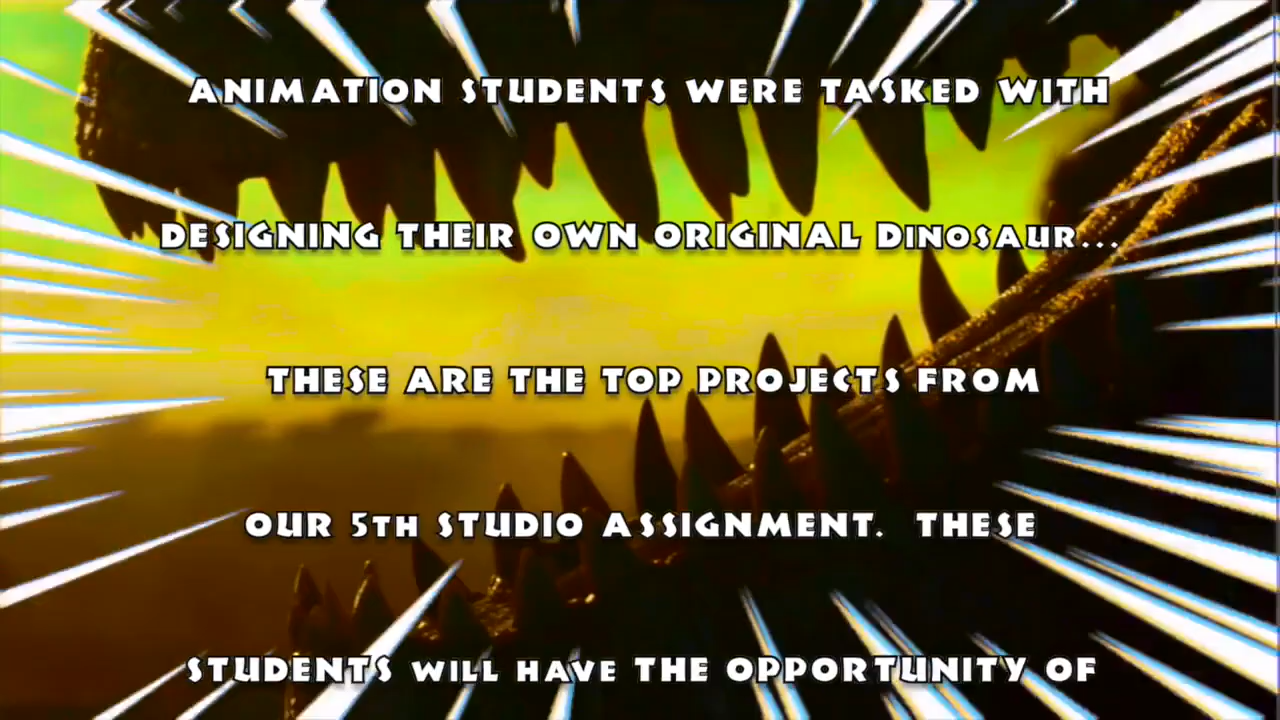 ANIMATION STUDENTS WERE TASKED WITH
DESIGNING THEIR OWN ORIGINAL DINOSAUR...
THESE ARE THE TOP PROJECTS FROM
OUR 5TH STUDIO ASSIGNMENT. THESE
STUDENTS WILL HAVE THE OPPORTUNITY OF